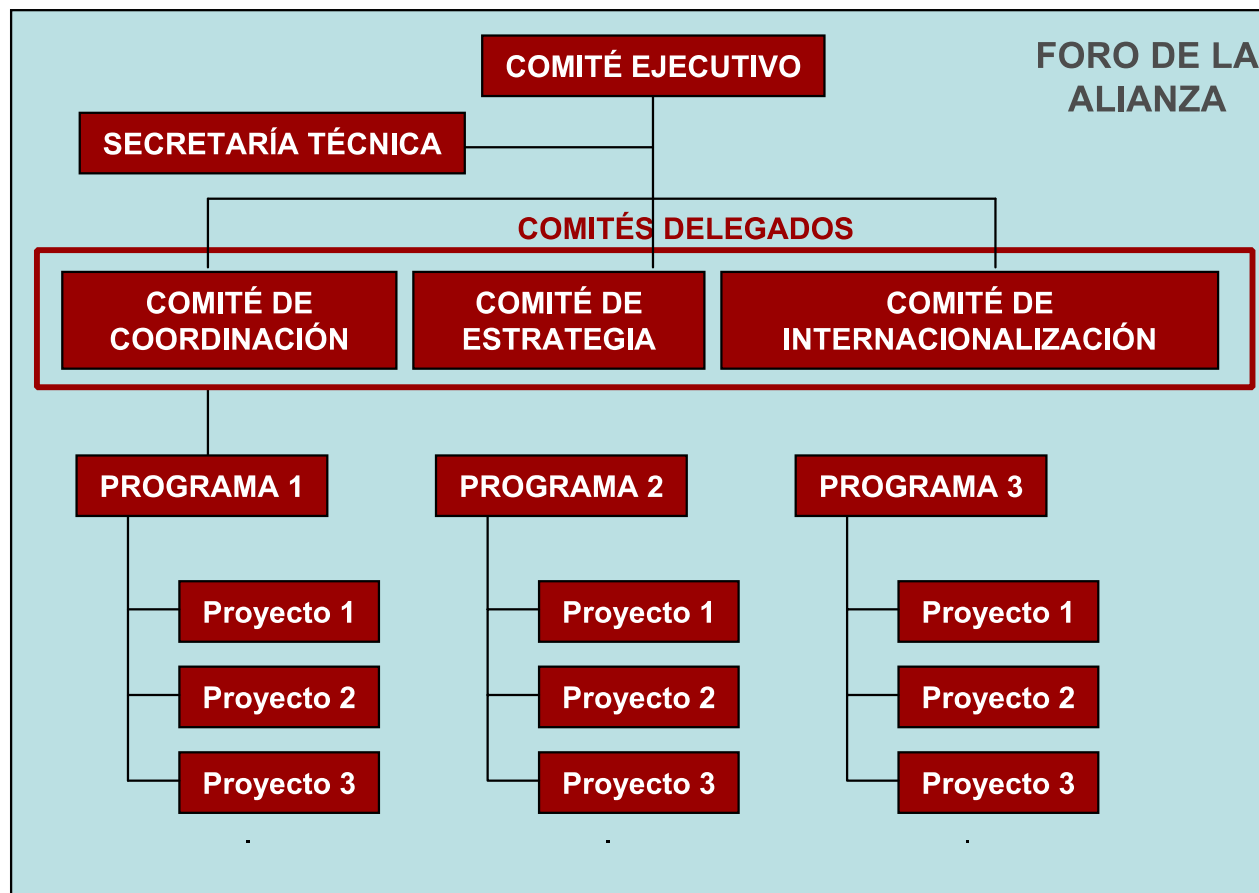 FORO DE LA
ALIANZA
COMITÉ EJECUTIVO
SECRETARÍA TÉCNICA
COMITÉS DELEGADOS
COMITÉ DE
COORDINACIÓN
COMITÉ DE
ESTRATEGIA
COMITÉ DE
INTERNACIONALIZACIÓN
PROGRAMA 1
Proyecto 1
Proyecto 2
Proyecto 3
.
PROGRAMA 2
Proyecto 1
Proyecto 2
Proyecto 3
.
PROGRAMA 3
Proyecto 1
Proyecto 2
Proyecto 3
.